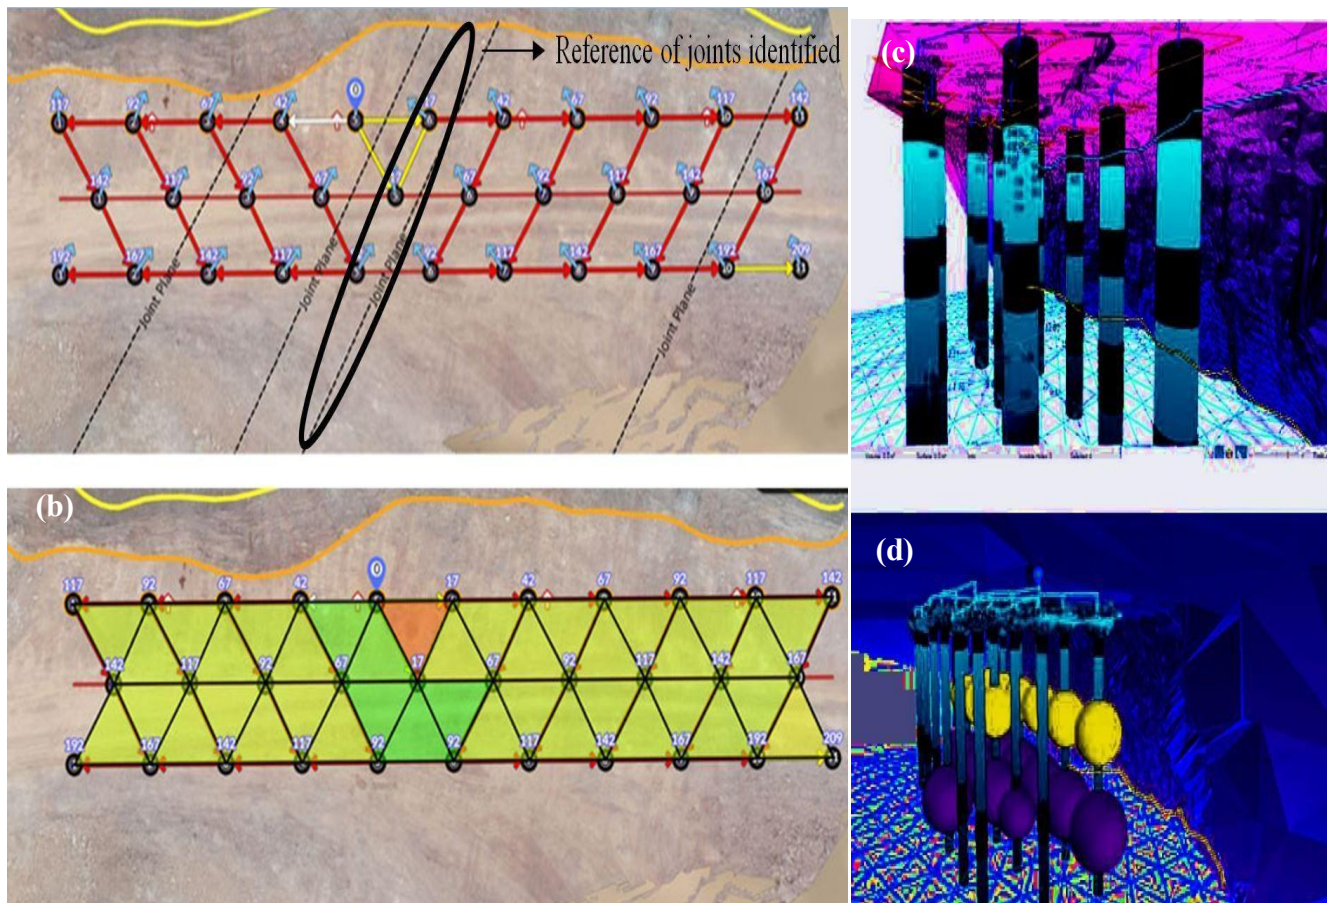 Reference of joints identified
117 92 67 42 0 17 42 67 92 117 142
142 117 92 67 17 67 92 117 142 167
192 167 142 117 92 117 142 167 192 209
Joint Plane
Joint Plane
Joint Plane
Joint Plane
(b)
117 92 67 42 0 17 42 67 92 117 142
142 117 92 67 17 67 92 117 142 167
192 167 142 117 92 92 117 142 167 192 209
(c)
(d)